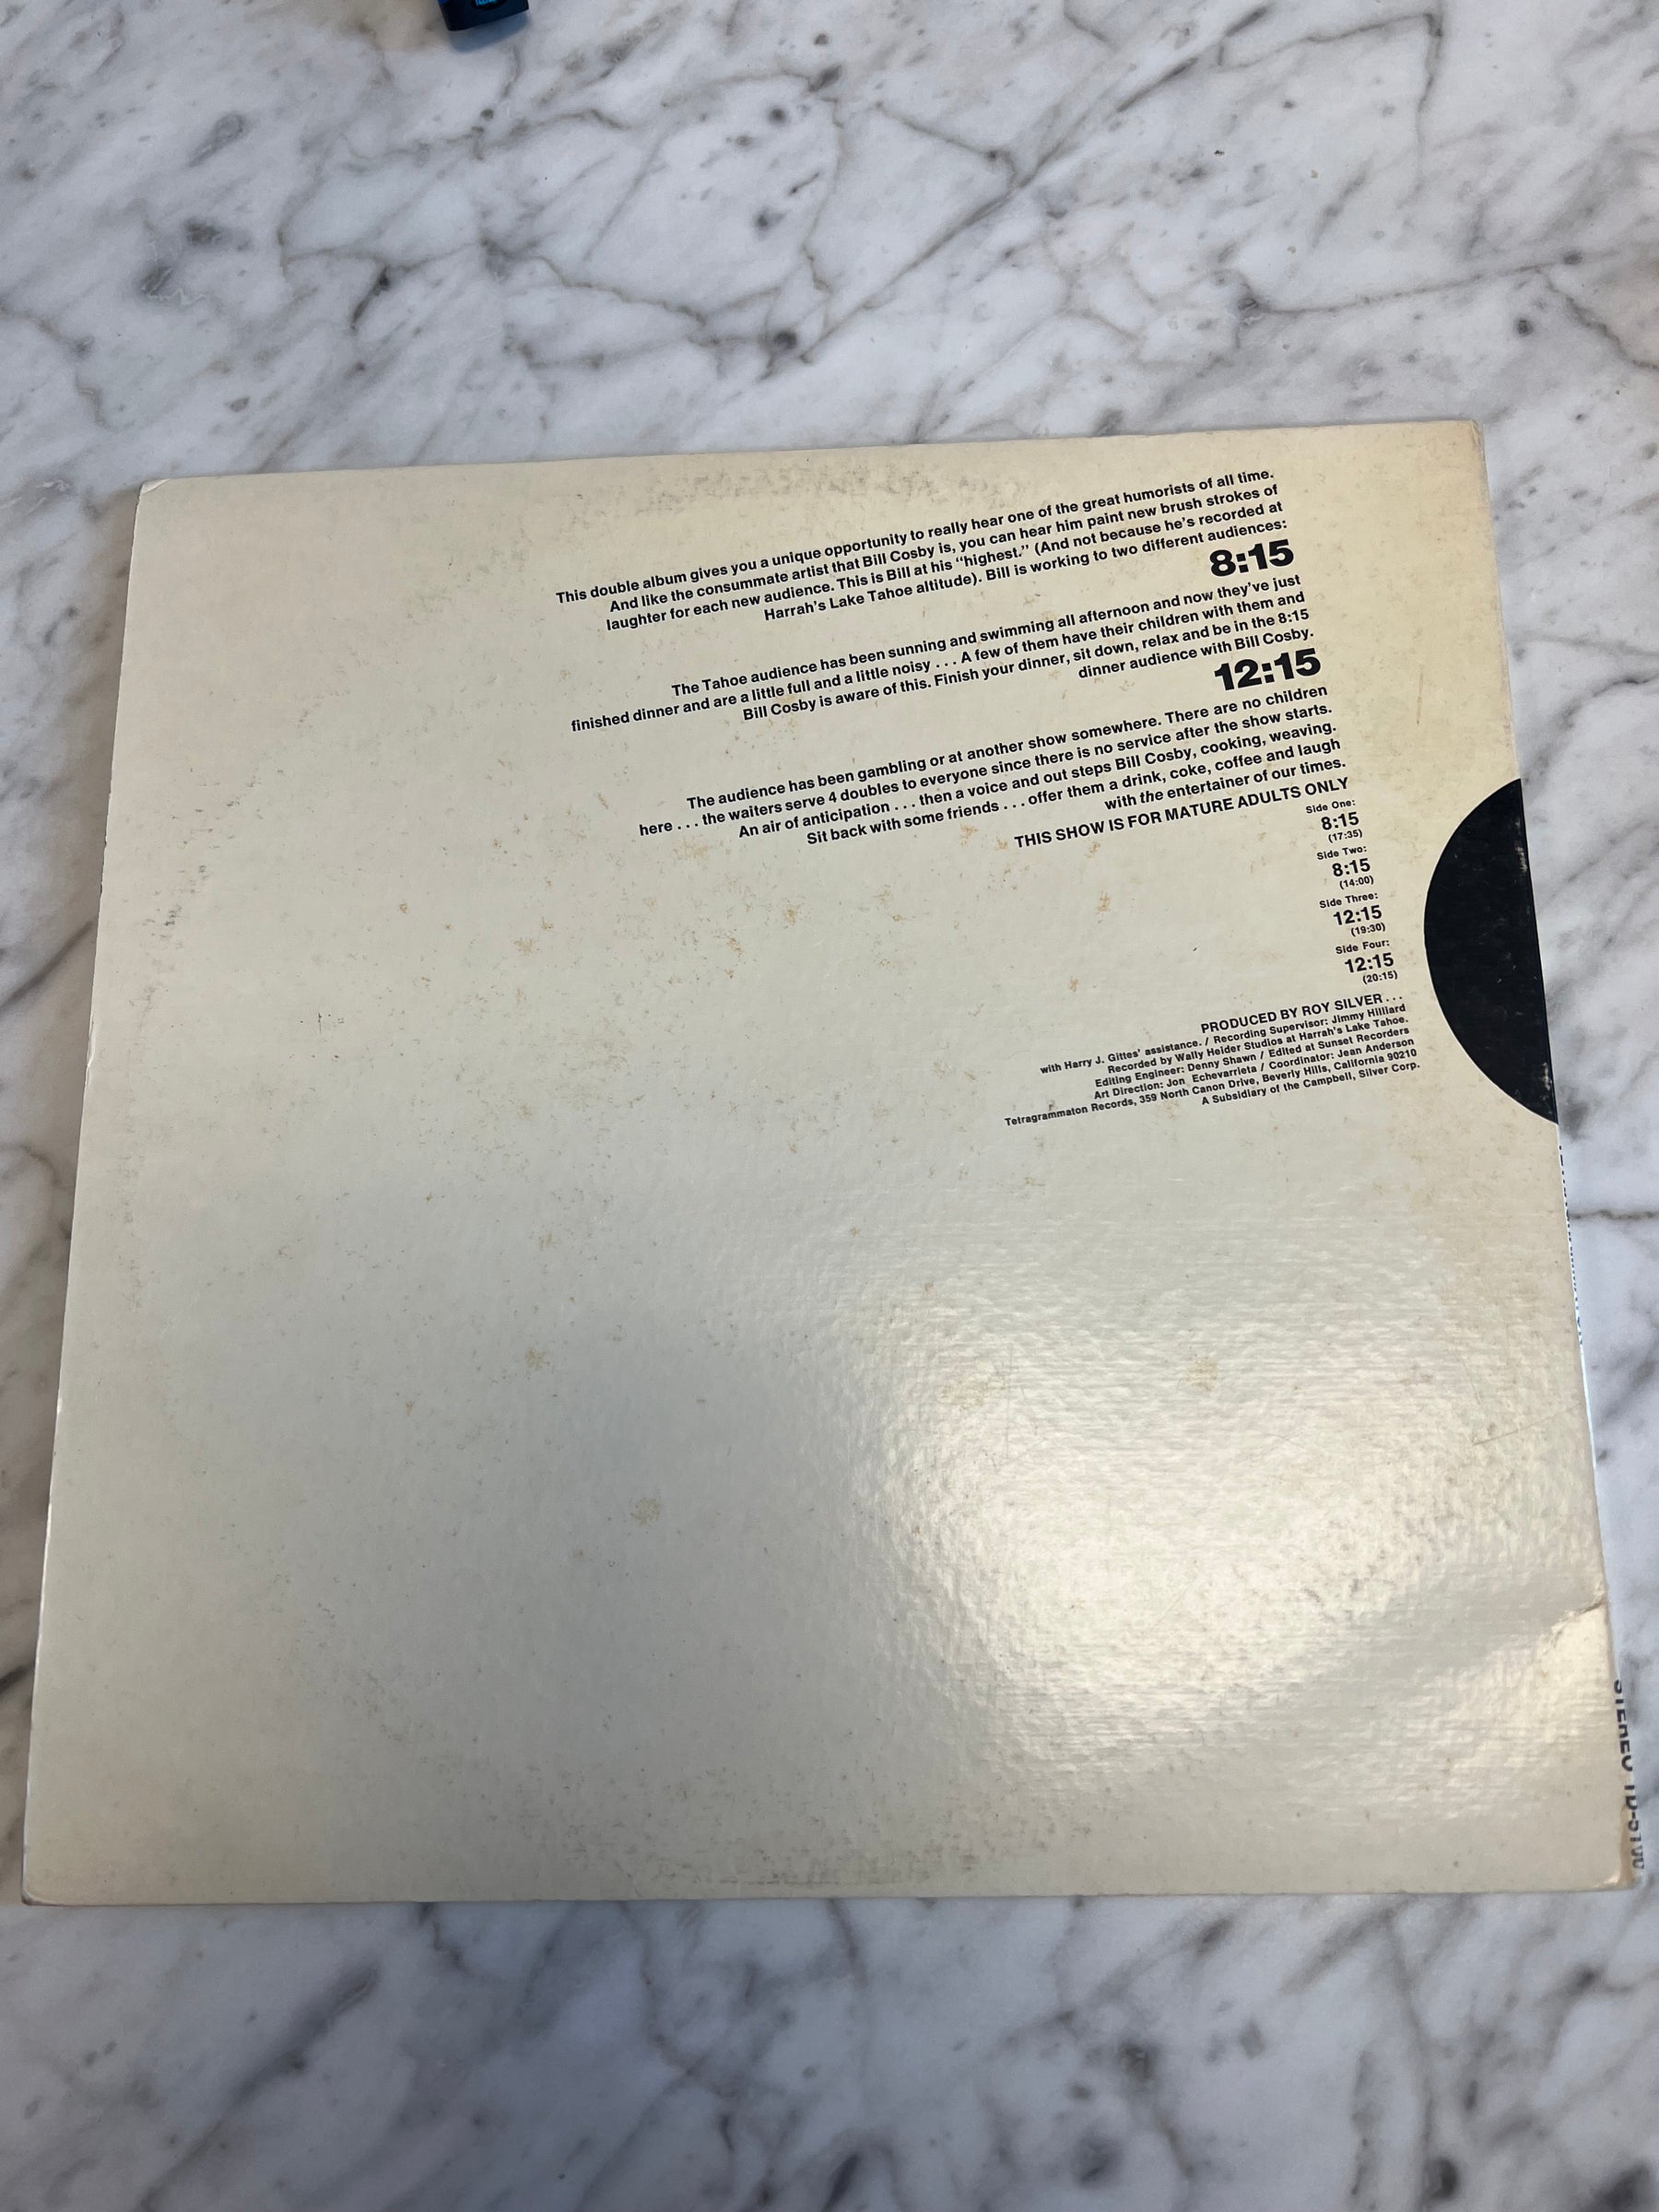 This double album gives you a unique opportunity to really hear one of the great humorists of all time.
And like the consummate artist that Bill Cosby is, you can hear him paint new brush strokes of
laughter for each new audience. This is Bill at his “highest.” (And not because he’s recorded at
Harrah’s Lake Tahoe altitude). Bill is working to two different audiences:
8:15
The Tahoe audience has been sunning and swimming all afternoon and now they’ve just
finished dinner and are a little full and a little noisy . . . A few of them have their children with them and
Bill Cosby is aware of this. Finish your dinner, sit down, relax and be in the 8:15
dinner audience with Bill Cosby.
12:15
The audience has been gambling or at another show somewhere. There are no children
here . . . the waiters serve 4 doubles to everyone since there is no service after the show starts.
An air of anticipation . . . then a voice and out steps Bill Cosby, cooking, weaving.
Sit back with some friends . . . offer them a drink, coke, coffee and laugh
with the entertainer of our times.
THIS SHOW IS FOR MATURE ADULTS ONLY
Side One:
8:15
(17:35)
Side Two:
8:15
(14:00)
Side Three:
12:15
(19:30)
Side Four:
12:15
(20:15)
PRODUCED BY ROY SILVER . . .
with Harry J. Gittes’ assistance. / Recording Supervisor: Jimmy Hilliard
Recorded by Wally Heider Studios at Harrah’s Lake Tahoe.
Editing Engineer: Denny Shawn / Edited at Sunset Recorders
Art Direction: Jon Echevarrieta / Coordinator: Jean Anderson
Tetragrammaton Records, 359 North Canon Drive, Beverly Hills, California 90210
A Subsidiary of the Campbell, Silver Corp.
STEREO TD-5100